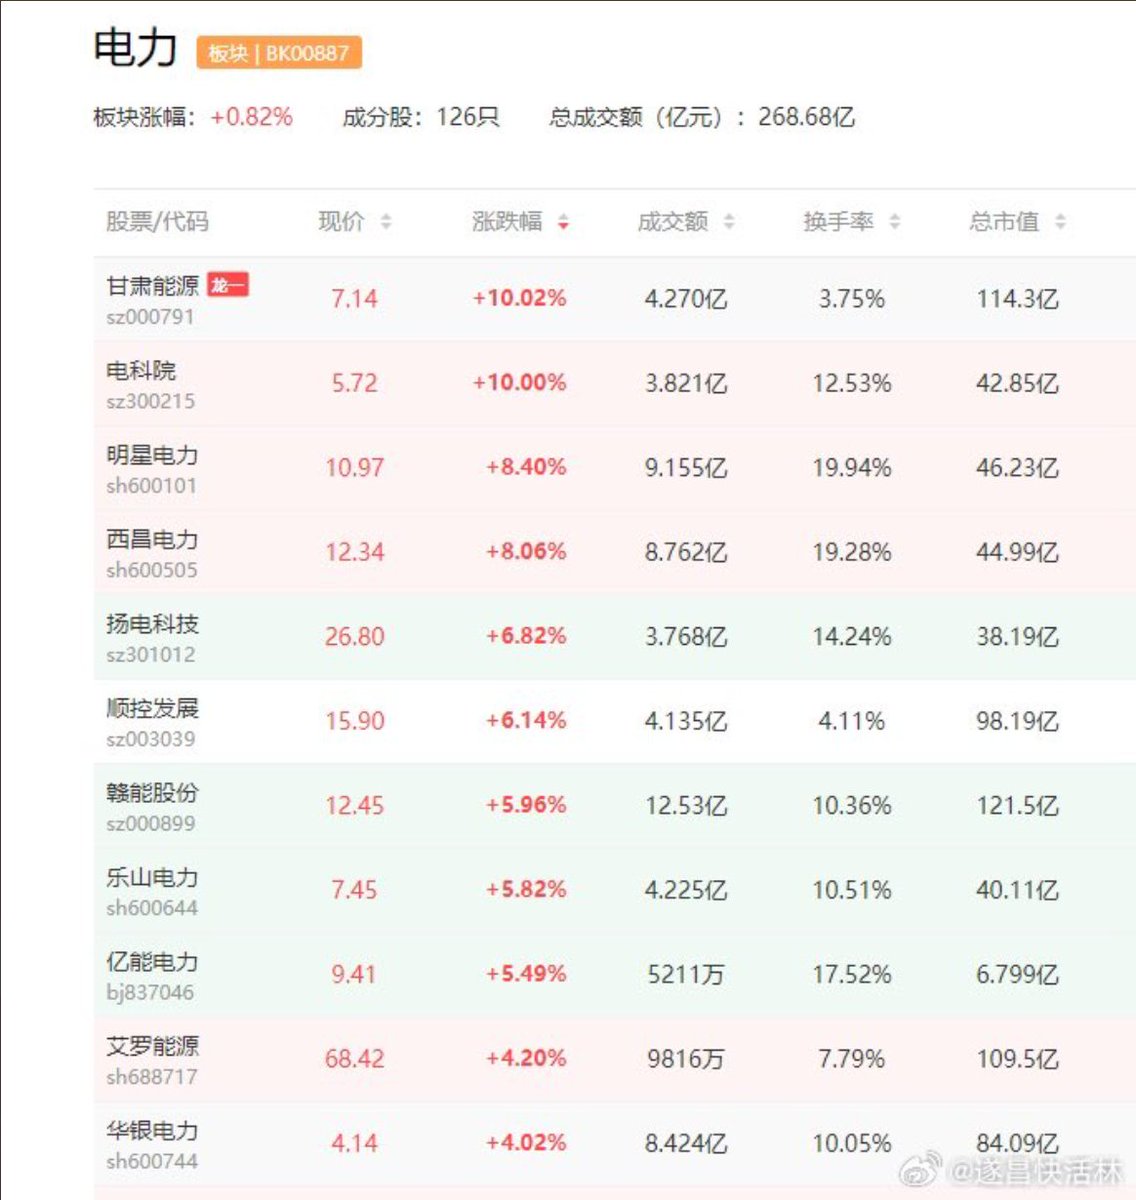 电力 板块 | BK00887
板块涨幅：+0.82% 成分股：126只 总成交额（亿元）：268.68亿
股票/代码 现价 涨跌幅 成交额 换手率 总市值
甘肃能源 龙一
sz000791 7.14 +10.02% 4.270亿 3.75% 114.3亿
电科院
sz300215 5.72 +10.00% 3.821亿 12.53% 42.85亿
明星电力
sh600101 10.97 +8.40% 9.155亿 19.94% 46.23亿
西昌电力
sh600505 12.34 +8.06% 8.762亿 19.28% 44.99亿
扬电科技
sz301012 26.80 +6.82% 3.768亿 14.24% 38.19亿
顺控发展
sz003039 15.90 +6.14% 4.135亿 4.11% 98.19亿
赣能股份
sz000899 12.45 +5.96% 12.53亿 10.36% 121.5亿
乐山电力
sh600644 7.45 +5.82% 4.225亿 10.51% 40.11亿
亿能电力
bj837046 9.41 +5.49% 5211万 17.52% 6.799亿
艾罗能源
sh688717 68.42 +4.20% 9816万 7.79% 109.5亿
华银电力
sh600744 4.14 +4.02% 8.424亿 10.05% 84.09亿
@遂昌快活林